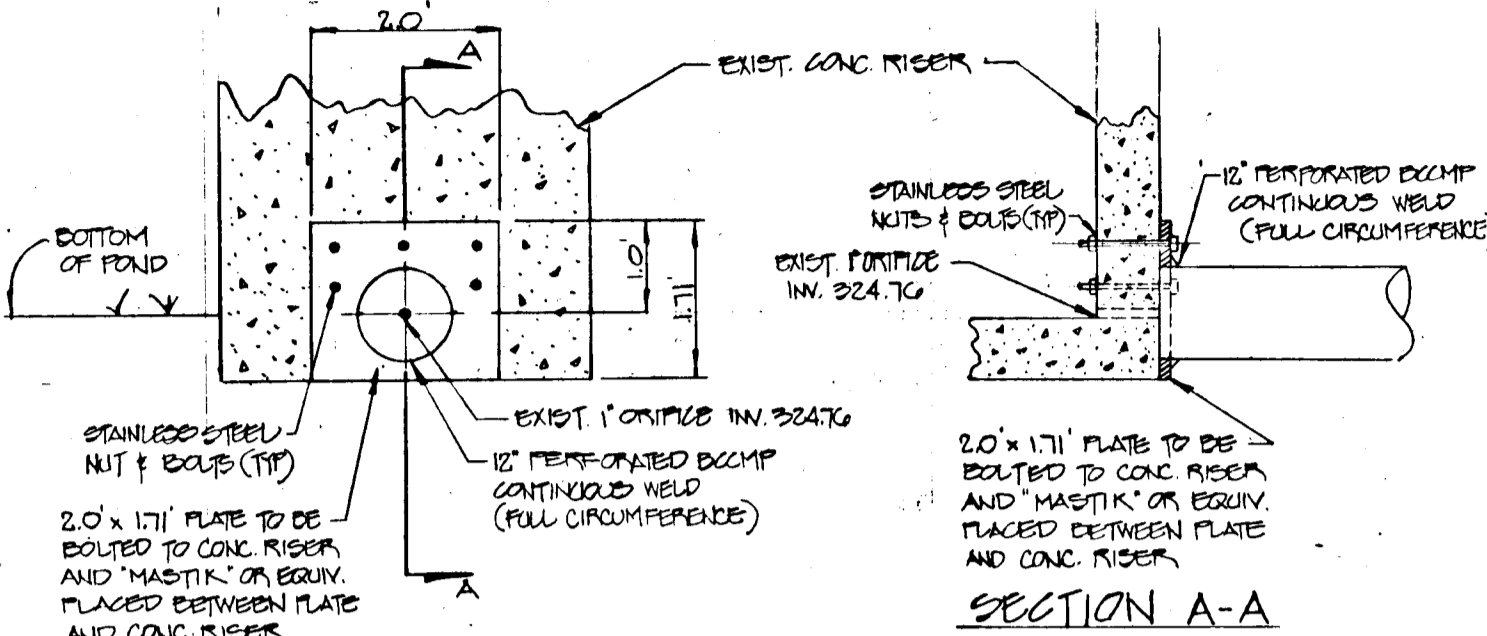 2.0'
A
EXIST. CONC. RISER
BOTTOM
OF POND
1.0'
1.71'
STAINLESS STEEL
NUT & BOLTS (TYP)
EXIST. 1" ORIFICE INV. 324.76
12" PERFORATED BCCMP
CONTINUOUS WELD
(FULL CIRCUMFERENCE)
2.0' x 1.71' PLATE TO BE
BOLTED TO CONC. RISER
AND "MASTIK" OR EQUIV.
PLACED BETWEEN PLATE
AND CONC. RISER
A
STAINLESS STEEL
NUTS & BOLTS (TYP)
EXIST. 1" ORIFICE
INV. 324.76
12" PERFORATED BCCMP
CONTINUOUS WELD
(FULL CIRCUMFERENCE
2.0' x 1.71' PLATE TO BE
BOLTED TO CONC. RISER
AND "MASTIK" OR EQUIV.
PLACED BETWEEN PLATE
AND CONC. RISER
SECTION A-A